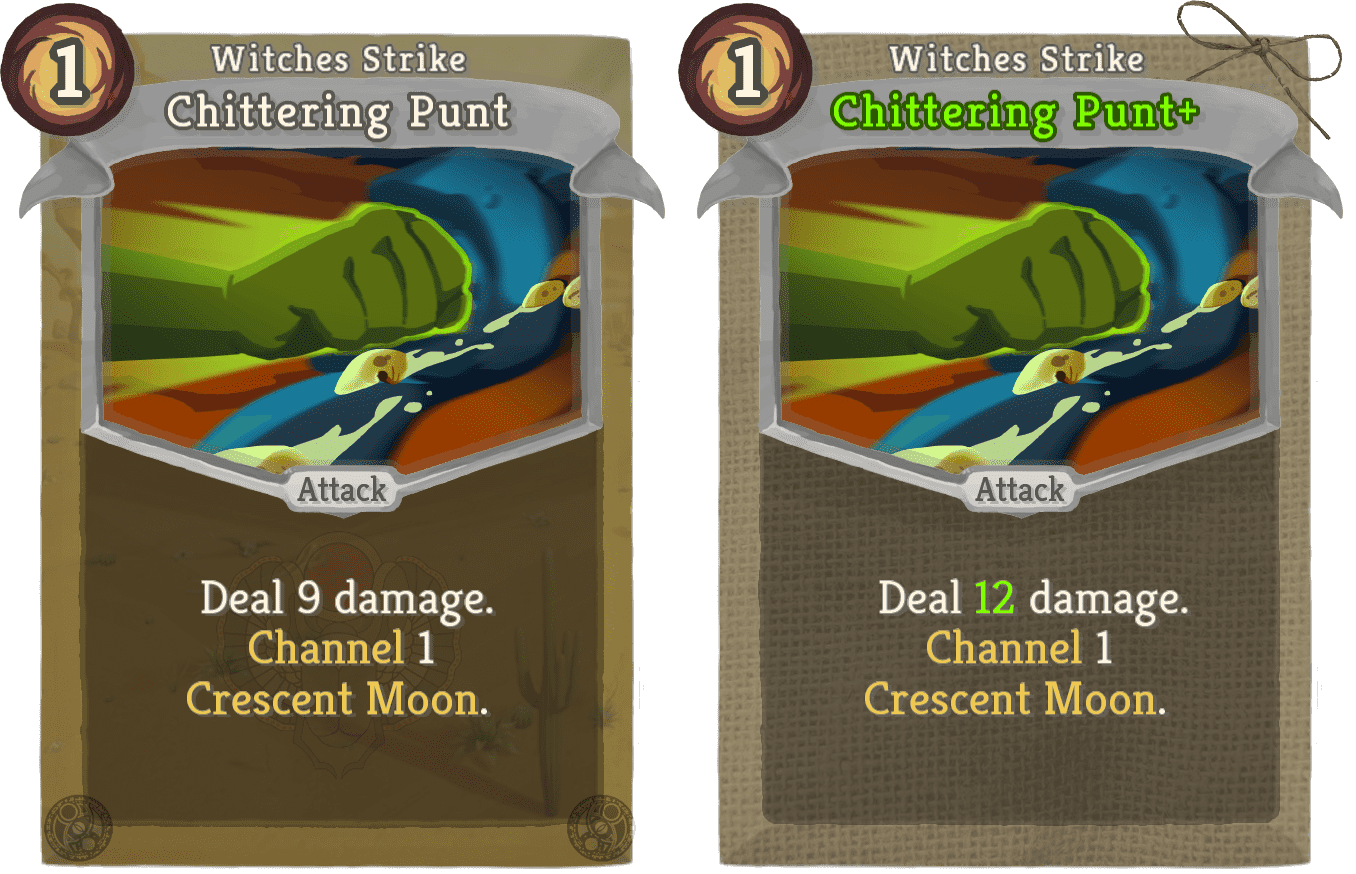 1
Witches Strike
Chittering Punt
Attack
Deal 9 damage.
Channel 1
Crescent Moon.
1
Witches Strike
Chittering Punt+
Attack
Deal 12 damage.
Channel 1
Crescent Moon.